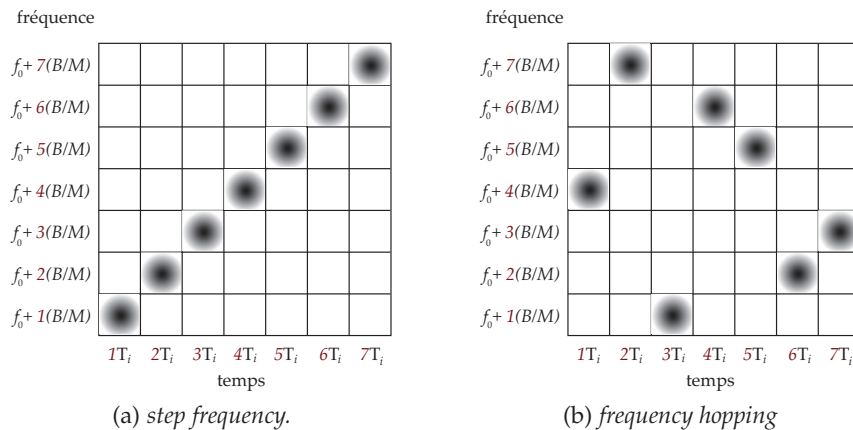 fréquence
f₀+ 7(B/M)
f₀+ 6(B/M)
f₀+ 5(B/M)
f₀+ 4(B/M)
f₀+ 3(B/M)
f₀+ 2(B/M)
f₀+ 1(B/M)
1Tᵢ 2Tᵢ 3Tᵢ 4Tᵢ 5Tᵢ 6Tᵢ 7Tᵢ
temps
(a) step frequency.
fréquence
f₀+ 7(B/M)
f₀+ 6(B/M)
f₀+ 5(B/M)
f₀+ 4(B/M)
f₀+ 3(B/M)
f₀+ 2(B/M)
f₀+ 1(B/M)
1Tᵢ 2Tᵢ 3Tᵢ 4Tᵢ 5Tᵢ 6Tᵢ 7Tᵢ
temps
(b) frequency hopping